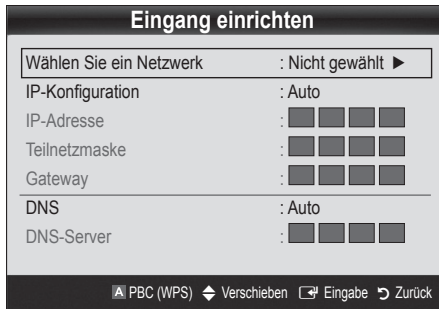 Eingang einrichten
Wählen Sie ein Netzwerk : Nicht gewählt ►
IP-Konfiguration : Auto
IP-Adresse :
Teilnetzmaske :
Gateway :
DNS : Auto
DNS-Server :
A PBC (WPS) Verschieben Eingabe Zurück